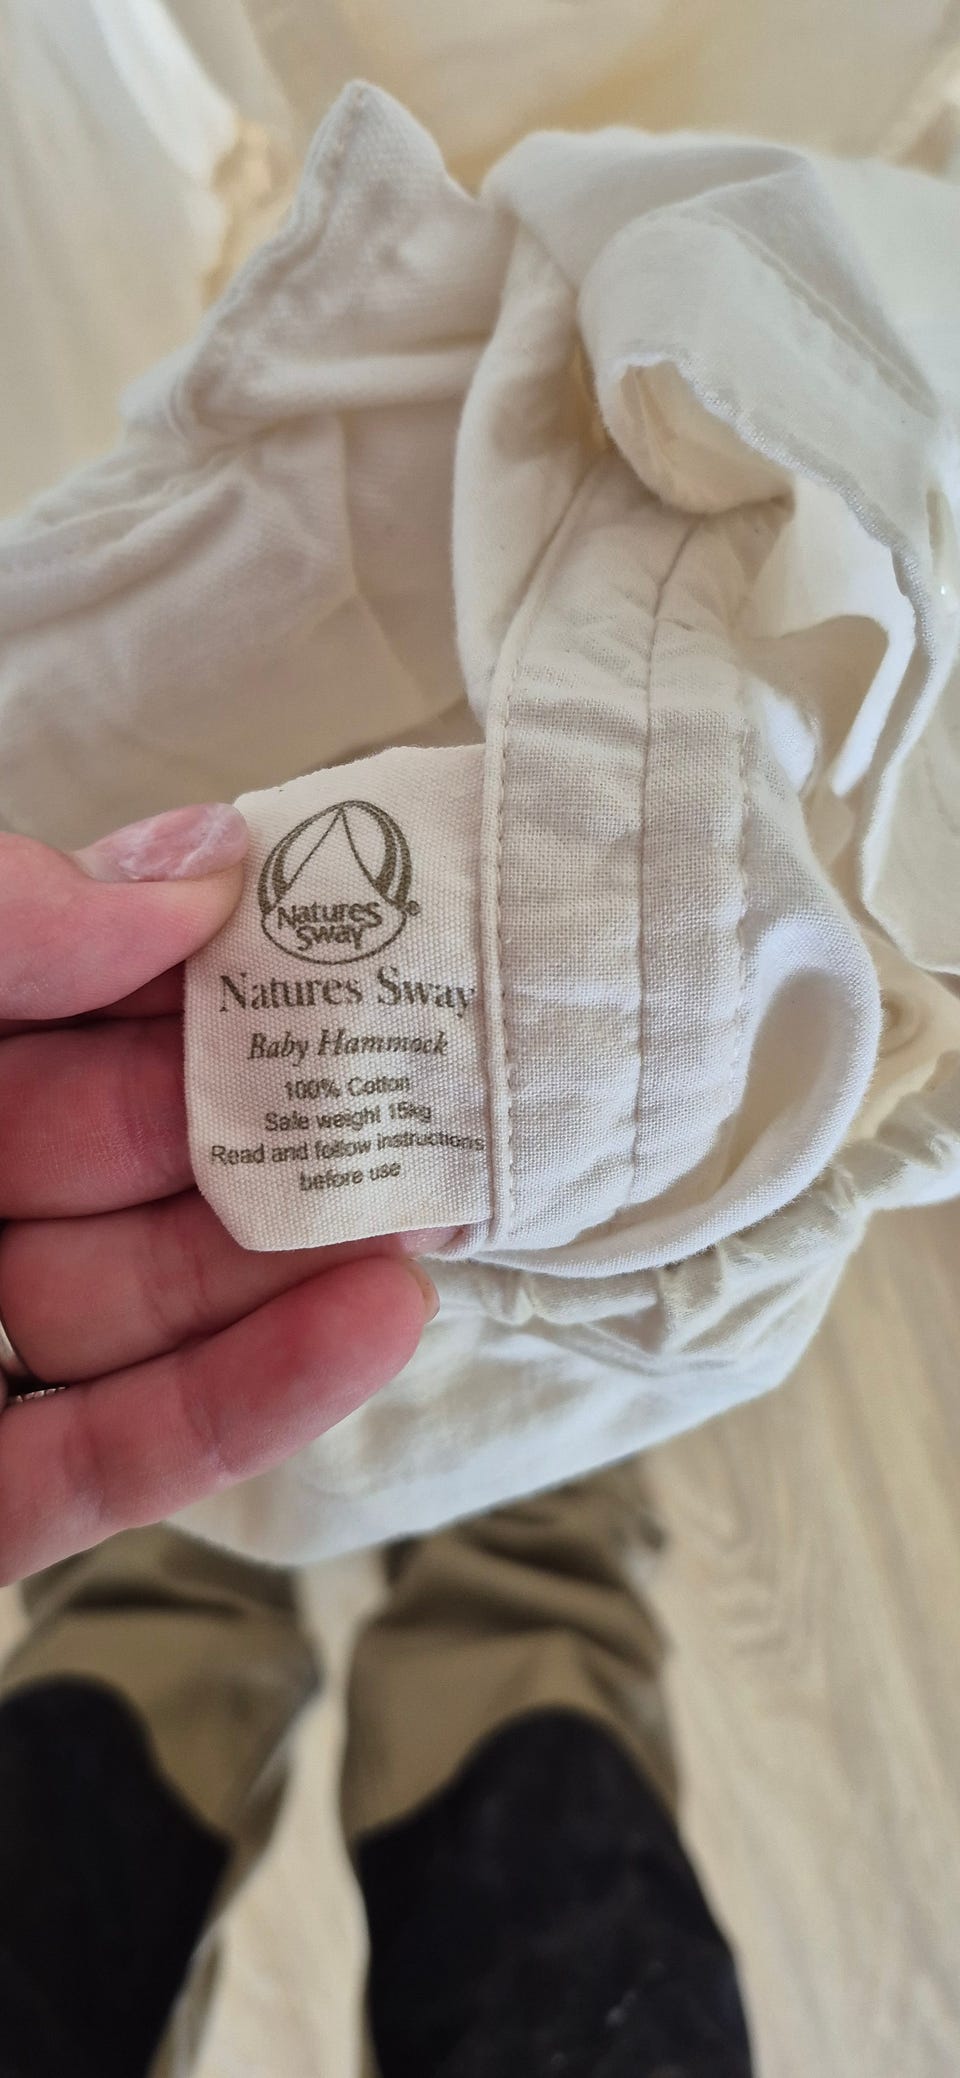 Natures
Sway®
Natures Sway
Baby Hammock
100% Cotton
Safe weight 15kg
Read and follow instructions
before use